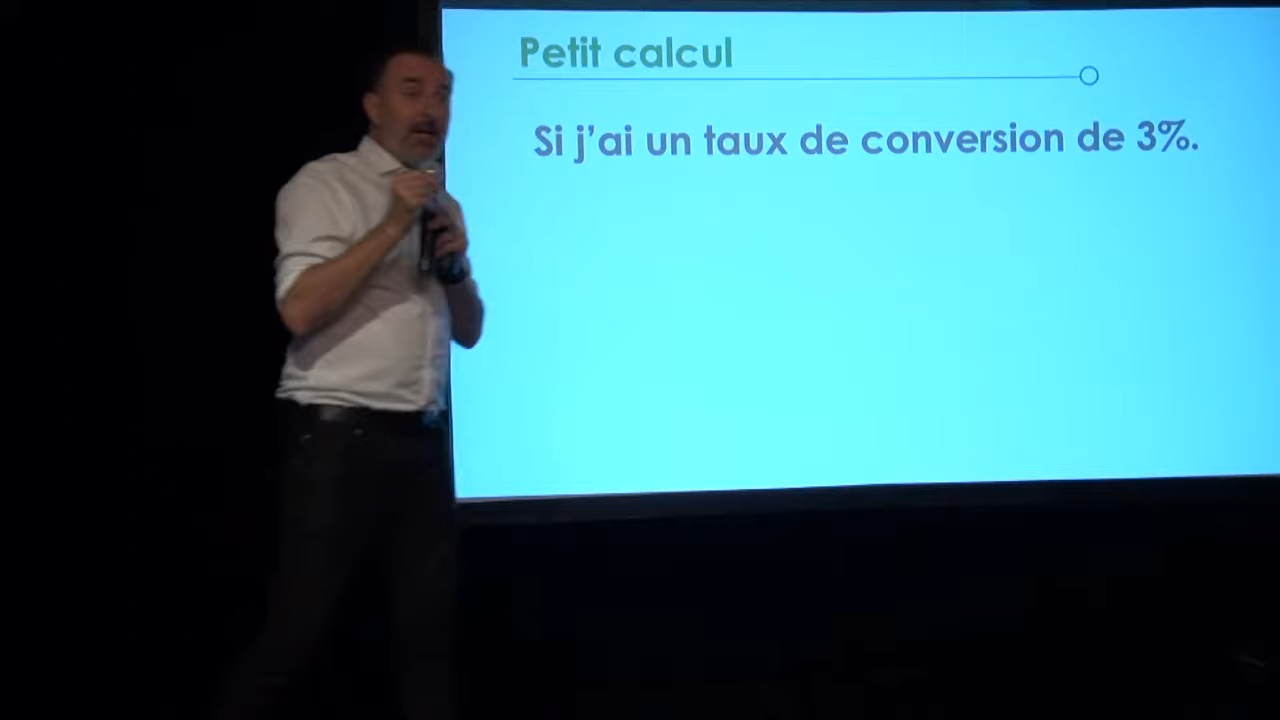 Petit calcul
Si j’ai un taux de conversion de 3%.